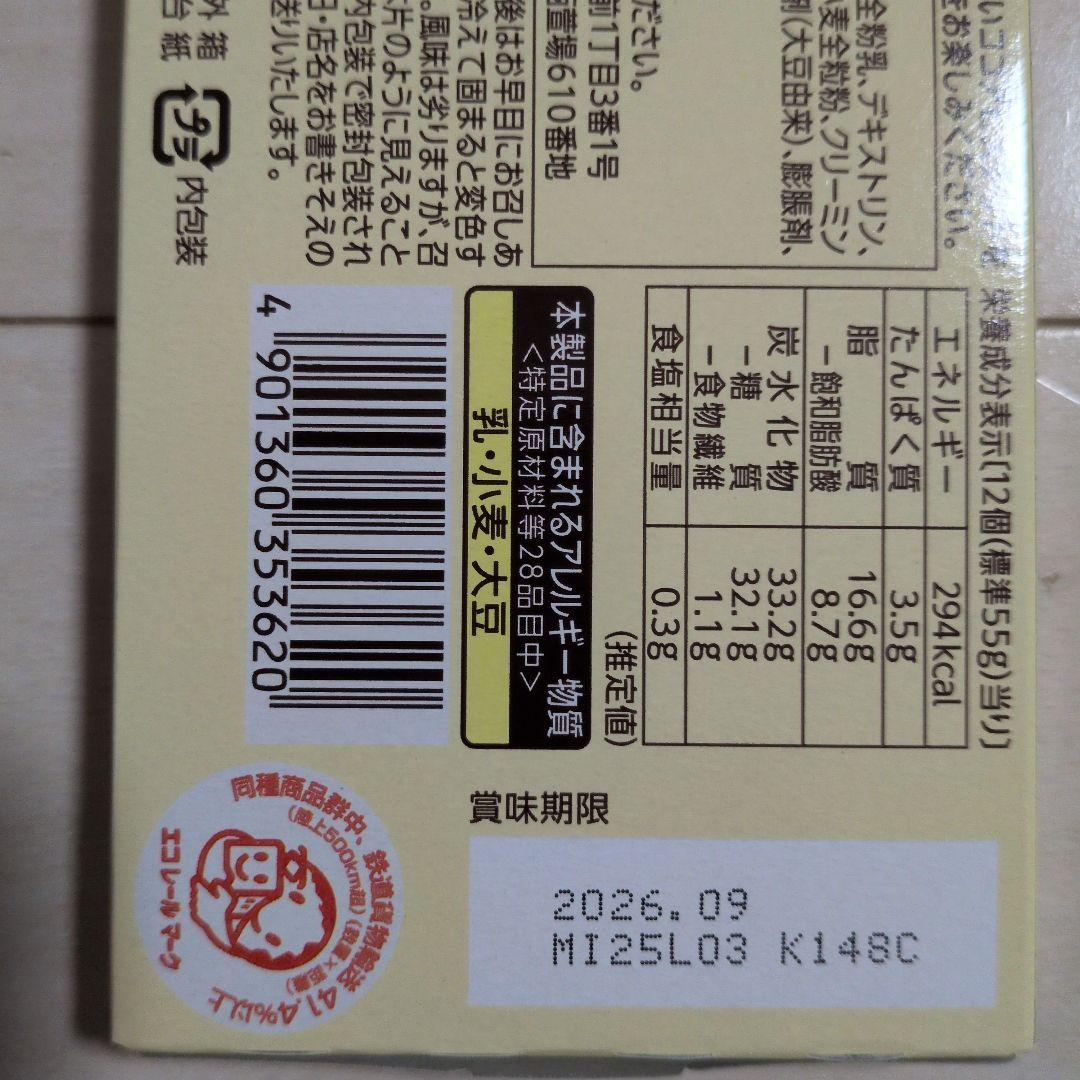 いコ
をお楽しみください。
全粉乳、デキストリン、
小麦全粒粉、クリーミン
剤(大豆由来)、膨脹剤、
ださい。
前1丁目3番1号
菖蒲場610番地
後はお早目にお召しあ
冷えて固まると変色す
。風味は劣りますが、召
片のように見えること
内包装で密封包装され
日・店名をお書きそえの
送りいたします。
外箱
台紙
プラ
内包装
栄養成分表示[12個(標準55g)当り]
エネルギー 294kcal
たんぱく質 3.5g
脂質 16.6g
－飽和脂肪酸 8.7g
炭水化物 33.2g
－糖質 32.1g
－食物繊維 1.1g
食塩相当量 0.3g
(推定値)
本製品に含まれるアレルギー物質
<特定原材料等28品目中>
乳・小麦・大豆
4 901360 353620
賞味期限
2026.09
MI25L03 K148C
同種商品群中、鉄道貨物輸送41.4%以上
(陸上500km超)(数量×距離)
エコレールマーク